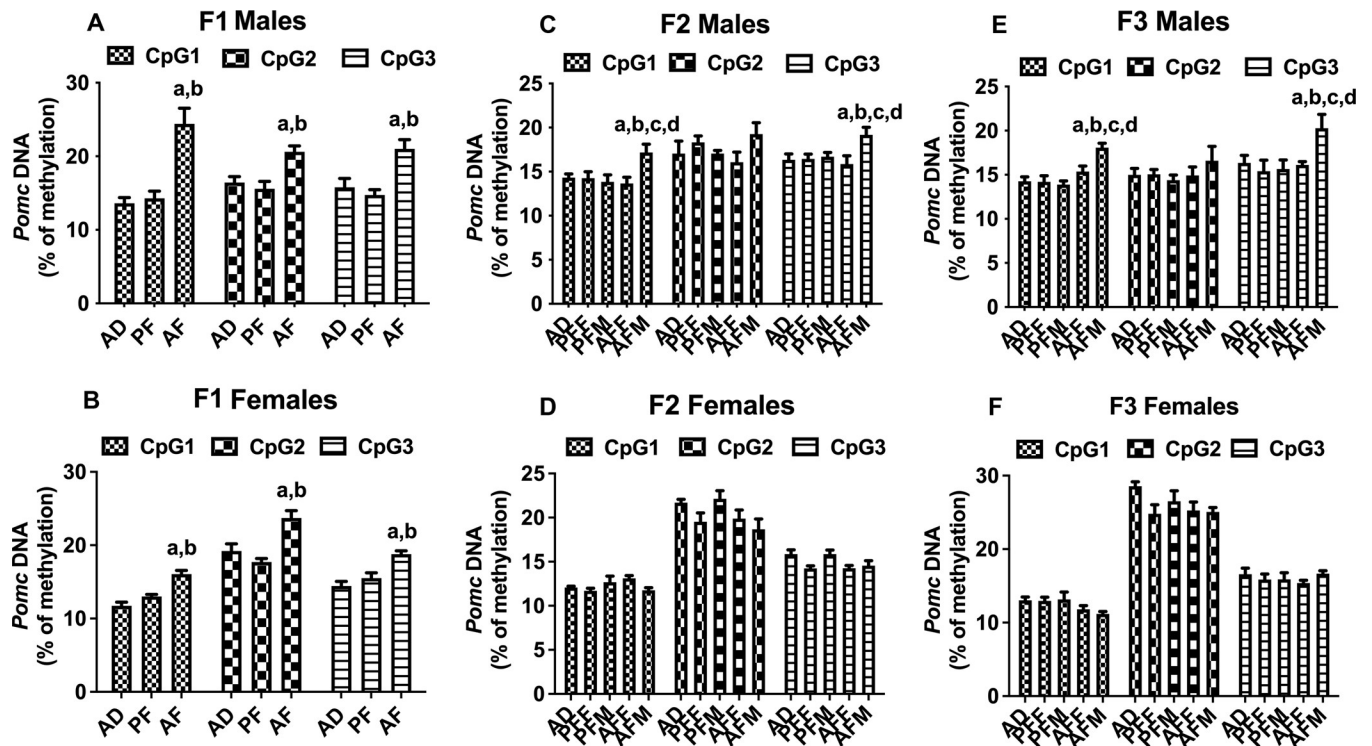 A F1 Males
CpG1 CpG2 CpG3
Pomc DNA
(% of methylation)
30
20
10
0
a,b
a,b
a,b
AD PF AF AD PF AF AD PF AF
C F2 Males
CpG1 CpG2 CpG3
Pomc DNA
(% of methylation)
25
20
15
10
5
0
a,b,c,d
a,b,c,d
AD PFF PFM AFF AFM AD PFF PFM AFF AFM AD PFF PFM AFF AFM
E F3 Males
CpG1 CpG2 CpG3
Pomc DNA
(% of methylation)
25
20
15
10
5
0
a,b,c,d
a,b,c,d
AD PFF PFM AFF AFM AD PFF PFM AFF AFM AD PFF PFM AFF AFM
B F1 Females
CpG1 CpG2 CpG3
Pomc DNA
(% of methylation)
30
20
10
0
a,b
a,b
a,b
AD PF AF AD PF AF AD PF AF
D F2 Females
CpG1 CpG2 CpG3
Pomc DNA
(% of methylation)
25
20
15
10
5
0
AD PFF PFM AFF AFM AD PFF PFM AFF AFM AD PFF PFM AFF AFM
F F3 Females
CpG1 CpG2 CpG3
Pomc DNA
(% of methylation)
30
20
10
0
AD PFF PFM AFF AFM AD PFF PFM AFF AFM AD PFF PFM AFF AFM